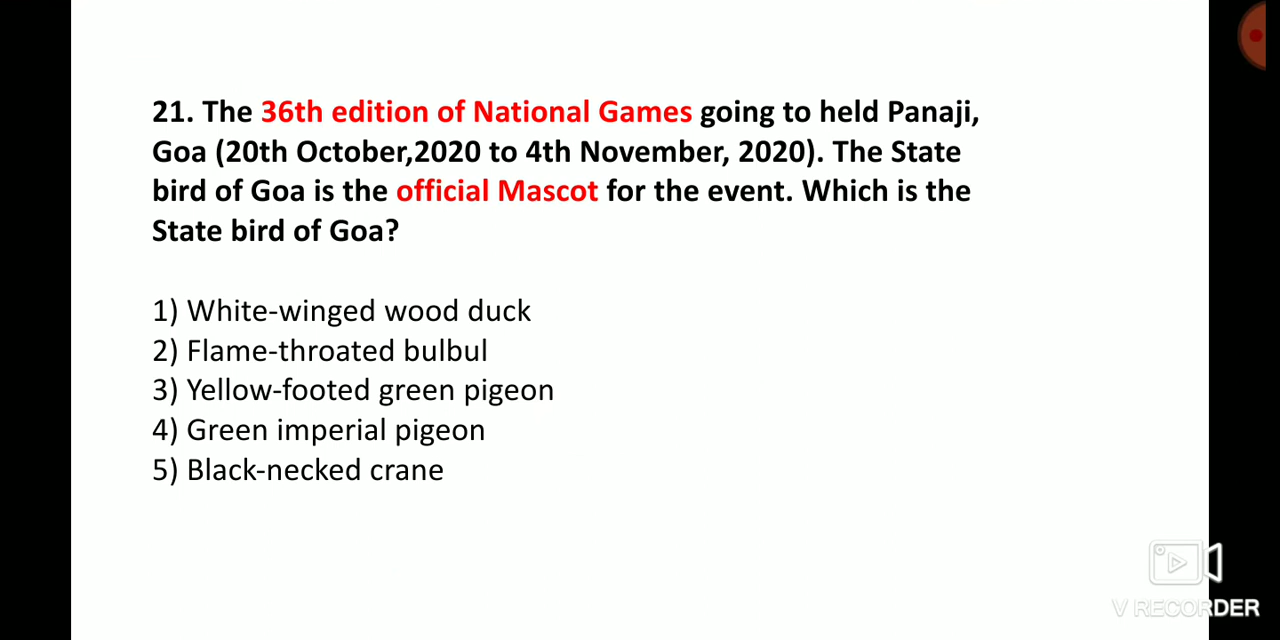 21. The 36th edition of National Games going to held Panaji,
Goa (20th October,2020 to 4th November, 2020). The State
bird of Goa is the official Mascot for the event. Which is the
State bird of Goa?
1) White-winged wood duck
2) Flame-throated bulbul
3) Yellow-footed green pigeon
4) Green imperial pigeon
5) Black-necked crane
V RECORDER